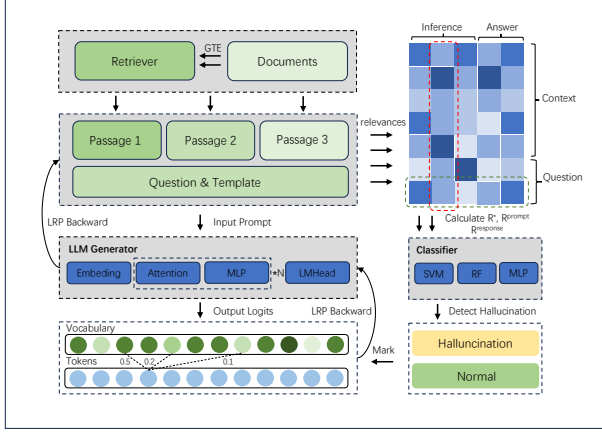 Inference
Answer
GTE
Retriever
Documents
relevances
Context
Passage 1
Passage 2
Passage 3
Question & Template
Question
LRP Backward
Input Prompt
Calculate R*, Rprompt
Rresponse
LLM Generator
Embeding
Attention
MLP
*N
LMHead
Classifier
SVM
RF
MLP
Output Logits
LRP Backward
Detect Hallucination
Vocabulary
0.5
0.2
0.1
Tokens
Mark
Halluncination
Normal